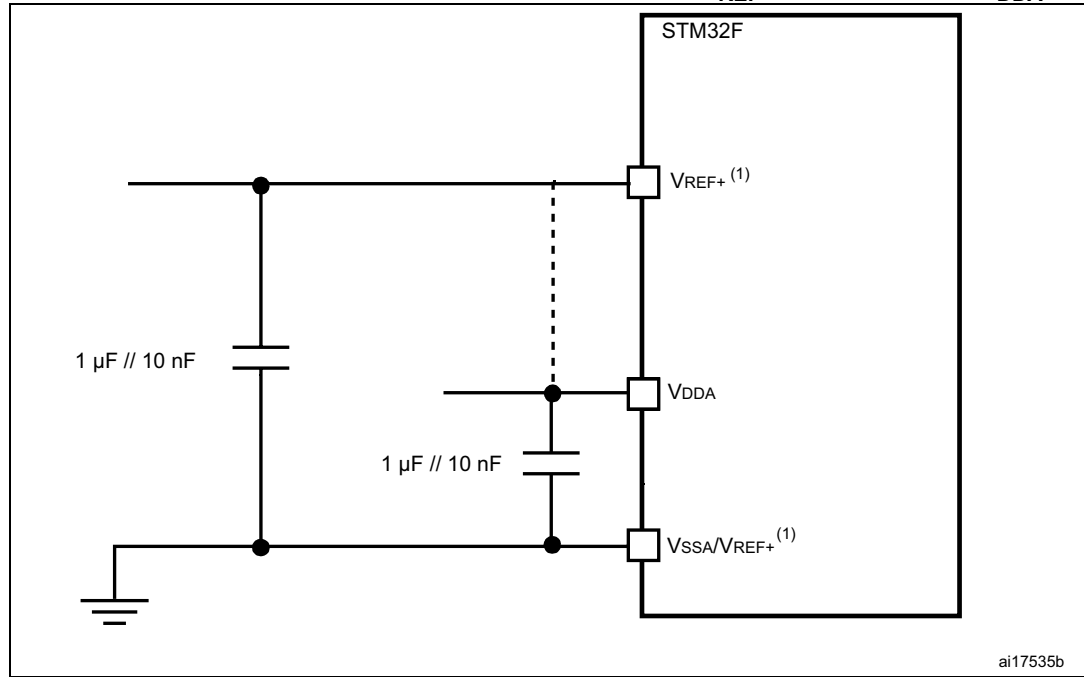 STM32F
VREF+ (1)
1 µF // 10 nF
VDDA
1 µF // 10 nF
VSSA/VREF+ (1)
ai17535b